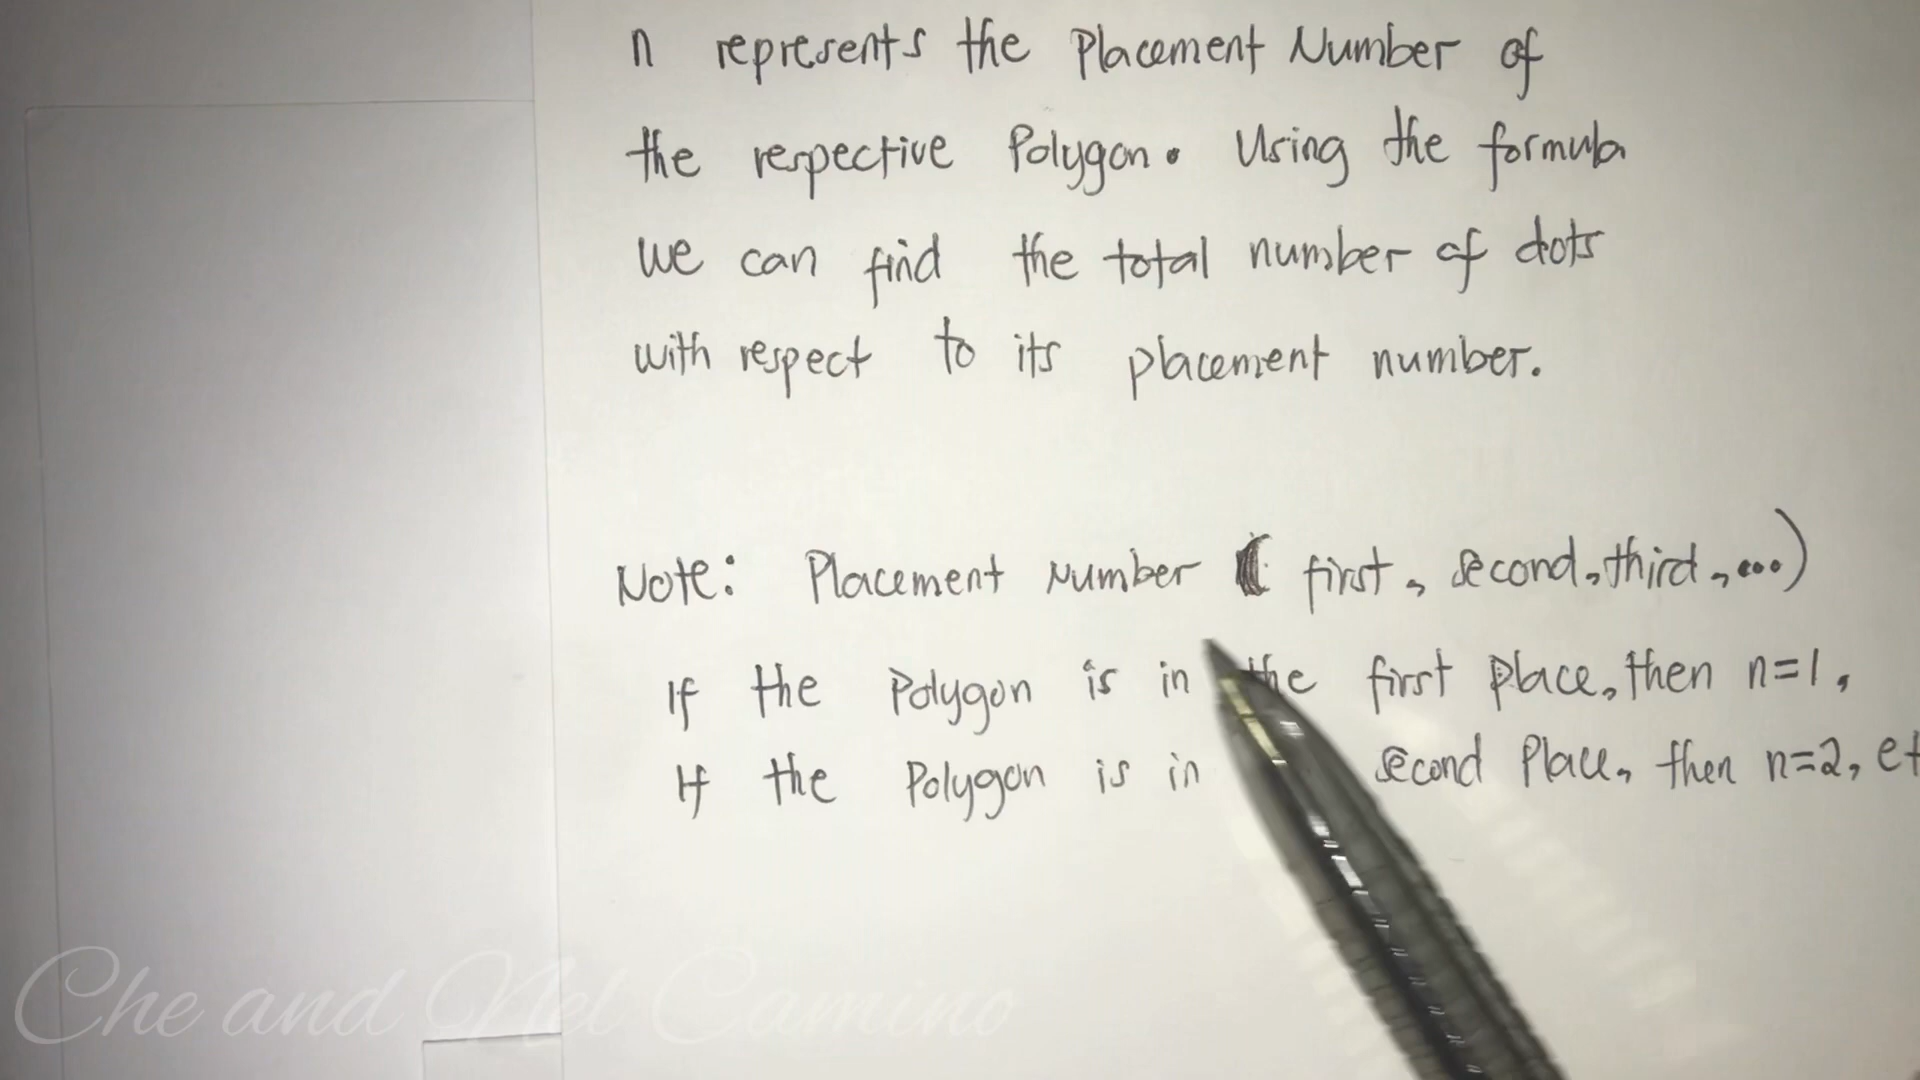 n represents the Placement Number of
the respective Polygon. Using the formula
we can find the total number of dots
with respect to its placement number.
Note: Placement Number ( first, second, third, ...)
If the Polygon is in the first place, then n=1,
If the Polygon is in second Place, then n=2, et
Che and Nel Camino